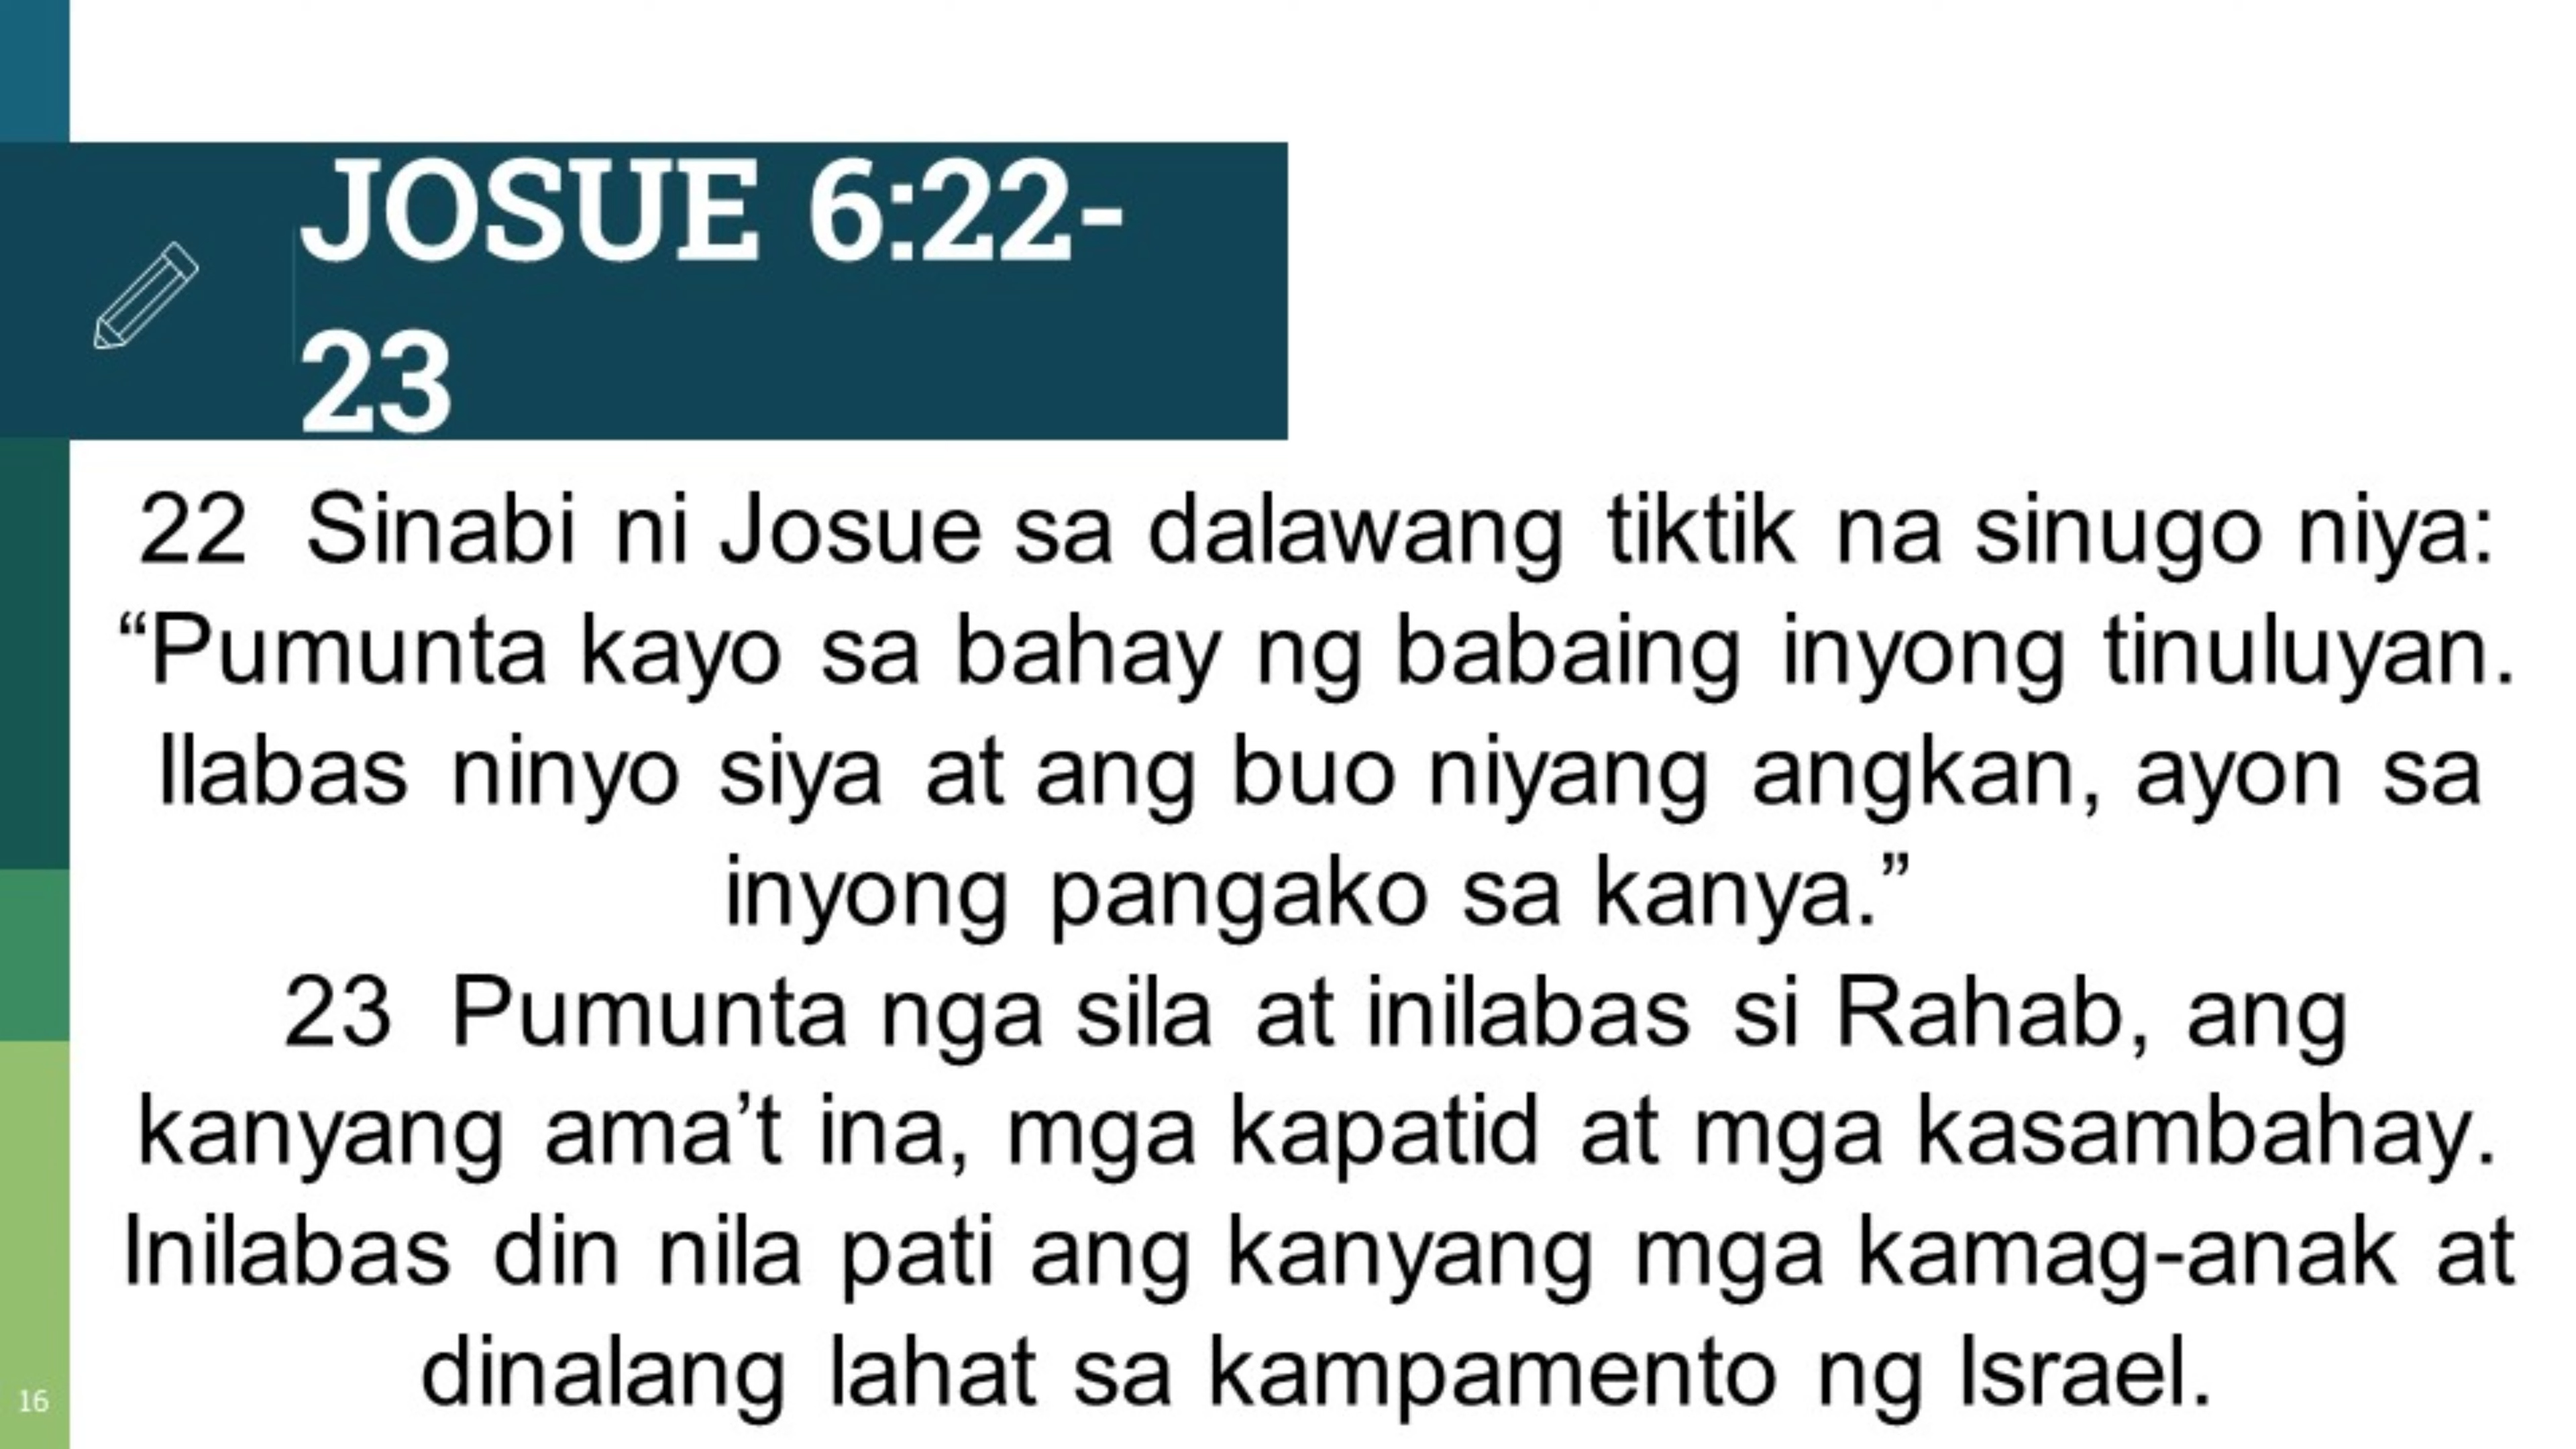 JOSUE 6:22-
23
22 Sinabi ni Josue sa dalawang tiktik na sinugo niya:
“Pumunta kayo sa bahay ng babaing inyong tinuluyan.
Ilabas ninyo siya at ang buo niyang angkan, ayon sa
inyong pangako sa kanya.”
23 Pumunta nga sila at inilabas si Rahab, ang
kanyang ama’t ina, mga kapatid at mga kasambahay.
Inilabas din nila pati ang kanyang mga kamag-anak at
dinalang lahat sa kampamento ng Israel.
16